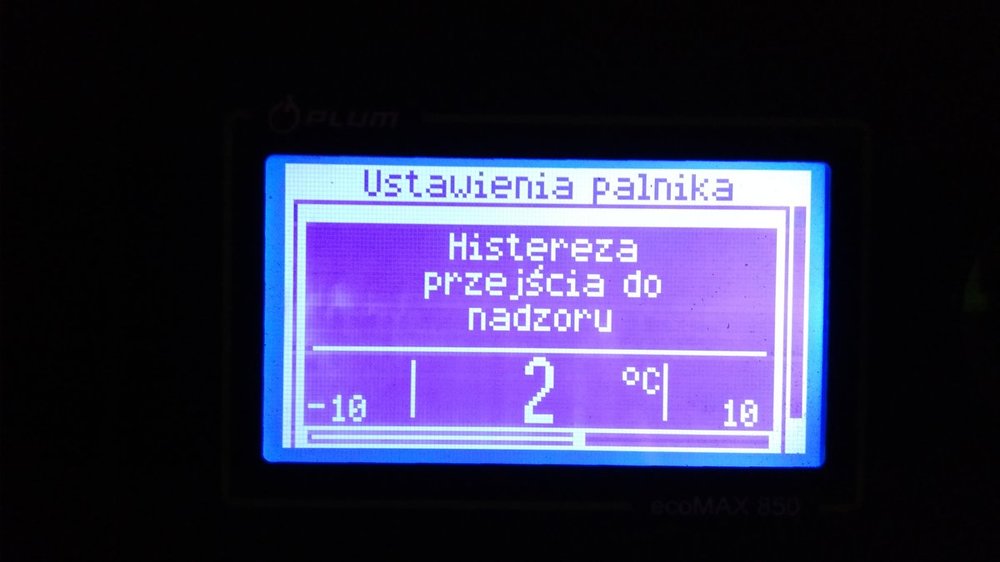 PLUM
Ustawienia palnika
Histereza
przejścia do
nadzoru
-10 2 °C 10
ecoMAX 850